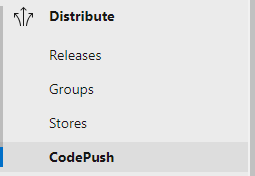 Distribute
Releases
Groups
Stores
CodePush